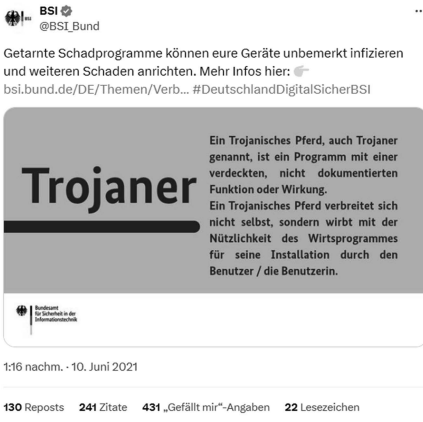 BSI
@BSI_Bund
Getarnte Schadprogramme können eure Geräte unbemerkt infizieren
und weiteren Schaden anrichten. Mehr Infos hier:
bsi.bund.de/DE/Themen/Verb... #DeutschlandDigitalSicherBSI
Trojaner
Ein Trojanisches Pferd, auch Trojaner
genannt, ist ein Programm mit einer
verdeckten, nicht dokumentierten
Funktion oder Wirkung.
Ein Trojanisches Pferd verbreitet sich
nicht selbst, sondern wirbt mit der
Nützlichkeit des Wirtsprogrammes
für seine Installation durch den
Benutzer / die Benutzerin.
Bundesamt
für Sicherheit in der
Informationstechnik
1:16 nachm. · 10. Juni 2021
130 Reposts 241 Zitate 431 „Gefällt mir“-Angaben 22 Lesezeichen